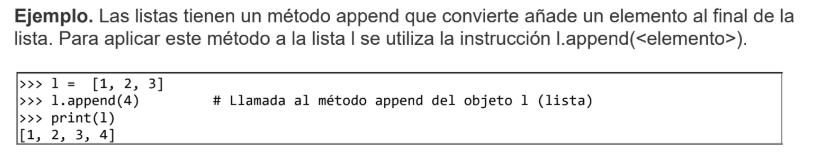 Ejemplo. Las listas tienen un método append que convierte añade un elemento al final de la
lista. Para aplicar este método a la lista l se utiliza la instrucción l.append(<elemento>).
>>> l =  [1, 2, 3]
>>> l.append(4)         # Llamada al método append del objeto l (lista)
>>> print(l)
[1, 2, 3, 4]